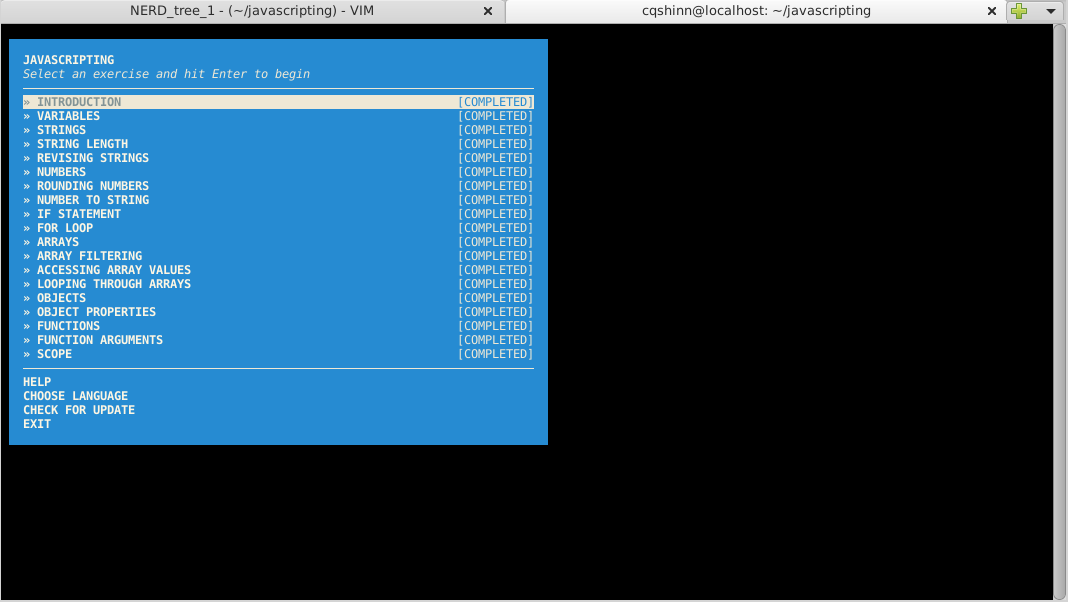 NERD_tree_1 - (~/javascripting) - VIM
cqshinn@localhost: ~/javascripting
JAVASCRIPTING
Select an exercise and hit Enter to begin
» INTRODUCTION [COMPLETED]
» VARIABLES [COMPLETED]
» STRINGS [COMPLETED]
» STRING LENGTH [COMPLETED]
» REVISING STRINGS [COMPLETED]
» NUMBERS [COMPLETED]
» ROUNDING NUMBERS [COMPLETED]
» NUMBER TO STRING [COMPLETED]
» IF STATEMENT [COMPLETED]
» FOR LOOP [COMPLETED]
» ARRAYS [COMPLETED]
» ARRAY FILTERING [COMPLETED]
» ACCESSING ARRAY VALUES [COMPLETED]
» LOOPING THROUGH ARRAYS [COMPLETED]
» OBJECTS [COMPLETED]
» OBJECT PROPERTIES [COMPLETED]
» FUNCTIONS [COMPLETED]
» FUNCTION ARGUMENTS [COMPLETED]
» SCOPE [COMPLETED]
HELP
CHOOSE LANGUAGE
CHECK FOR UPDATE
EXIT